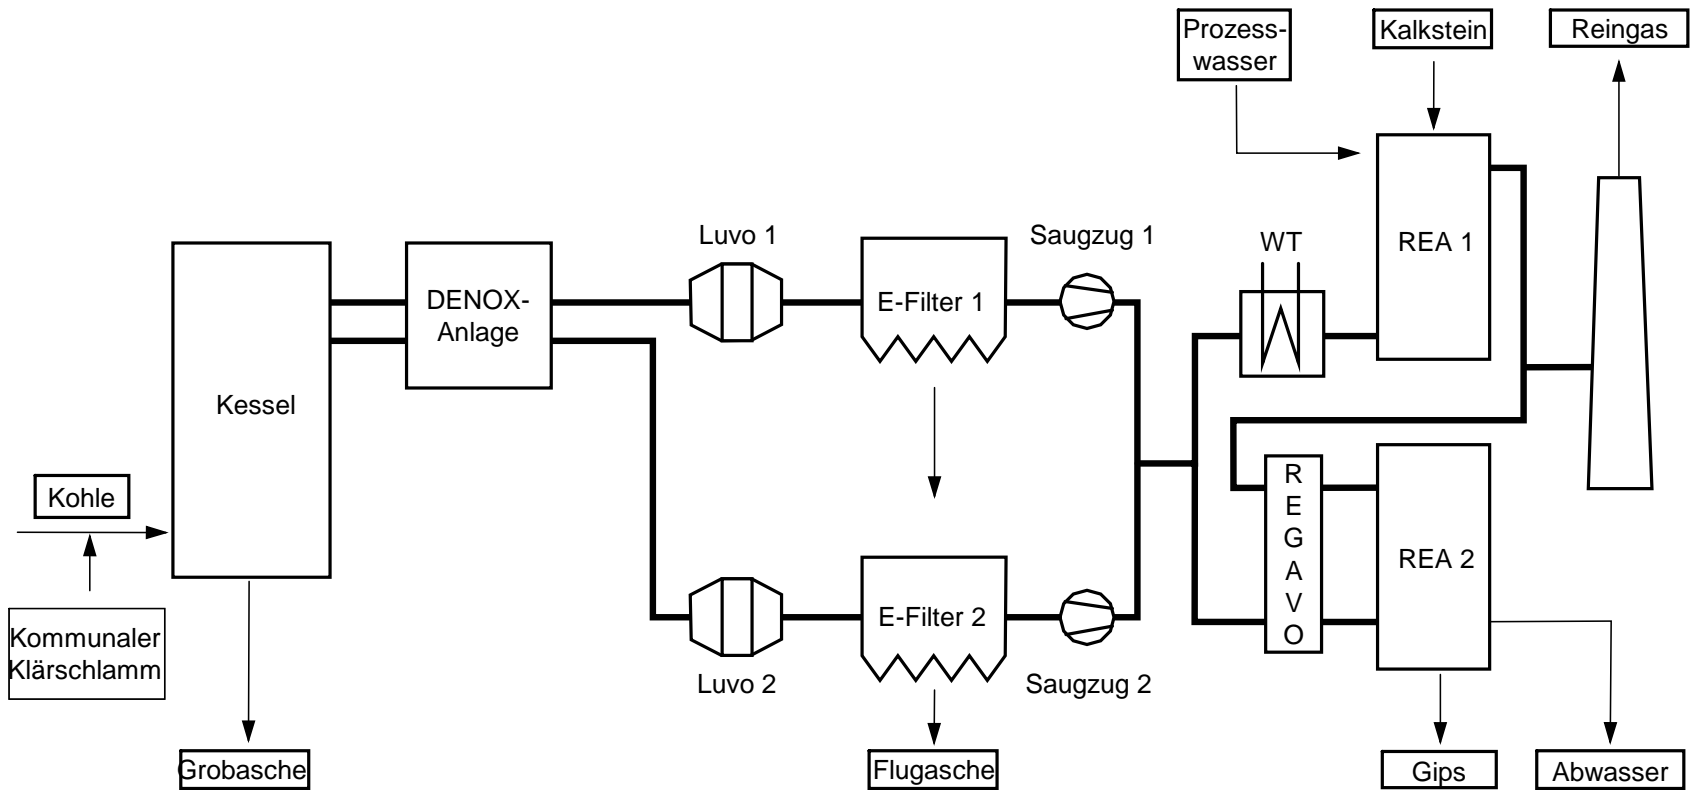 Prozess-
wasser
Kalkstein
Reingas
Luvo 1
Saugzug 1
WT
REA 1
DENOX-
Anlage
E-Filter 1
Kessel
Kohle
R
E
G
A
V
O
REA 2
E-Filter 2
Kommunaler
Klärschlamm
Luvo 2
Saugzug 2
Grobasche
Flugasche
Gips
Abwasser